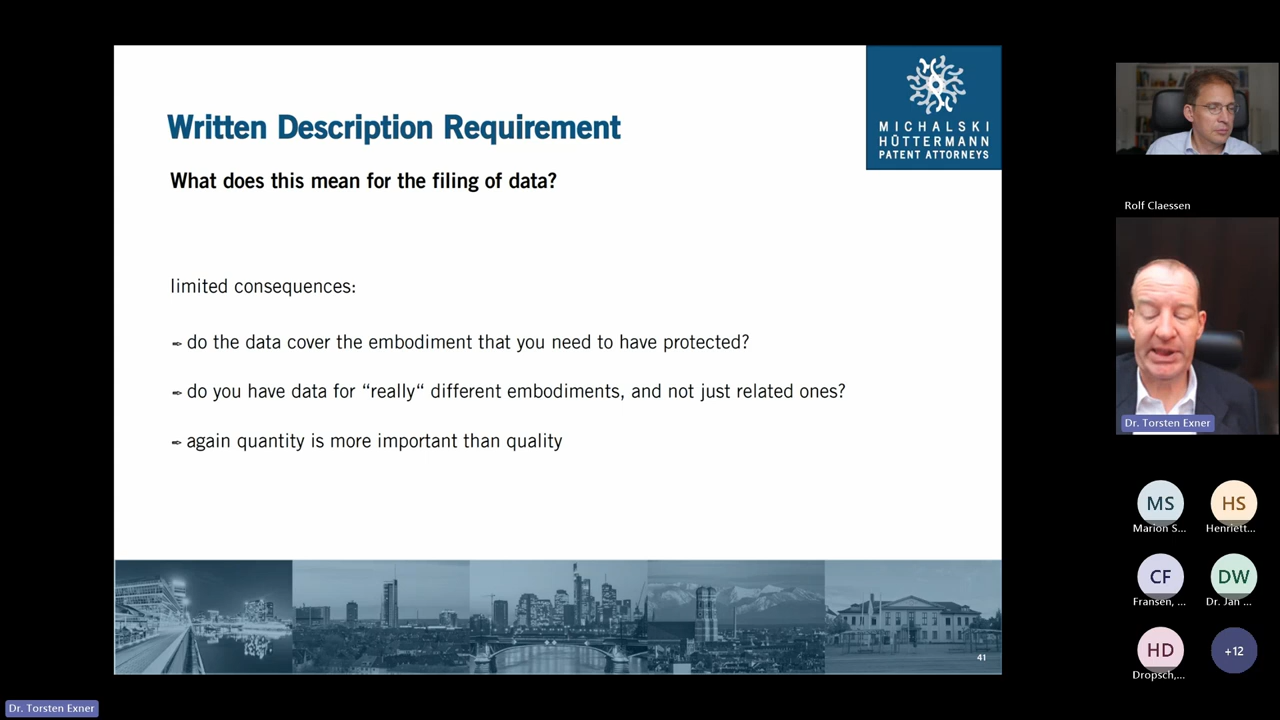 Written Description Requirement
What does this mean for the filing of data?
MICHALSKI
HÜTTERMANN
PATENT ATTORNEYS
limited consequences:
✒ do the data cover the embodiment that you need to have protected?
✒ do you have data for “really“ different embodiments, and not just related ones?
✒ again quantity is more important than quality
41
Rolf Claessen
Dr. Torsten Exner
MS
Marion S...
HS
Henriett...
CF
Fransen, ...
DW
Dr. Jan ...
HD
Dropsch,...
+12
Dr. Torsten Exner